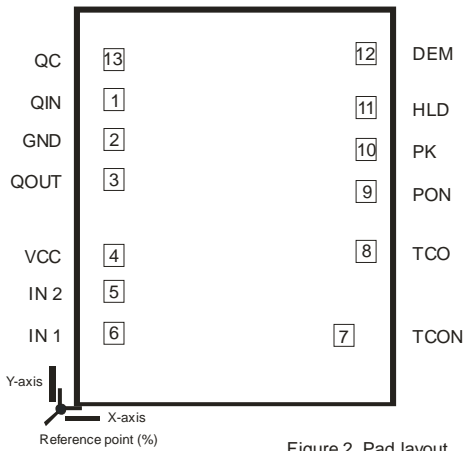 QC 13 12 DEM
QIN 1 11 HLD
GND 2 10 PK
QOUT 3 9 PON
VCC 4 8 TCO
IN 2 5
IN 1 6 7 TCON
Y-axis
X-axis
Reference point (%)
Figure 2. Pad layout